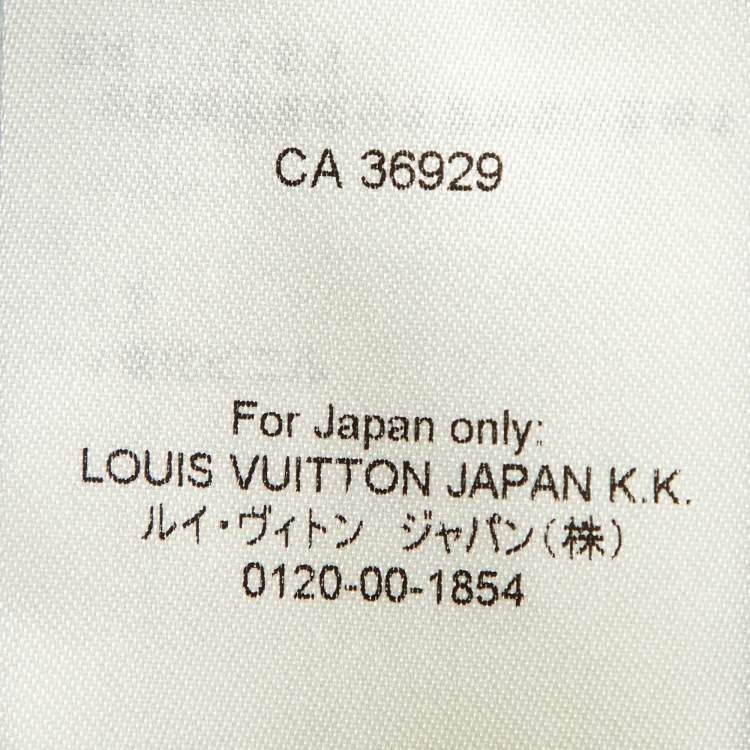 CA 36929
For Japan only:
LOUIS VUITTON JAPAN K.K.
ルイ・ヴィトン ジャパン(株)
0120-00-1854